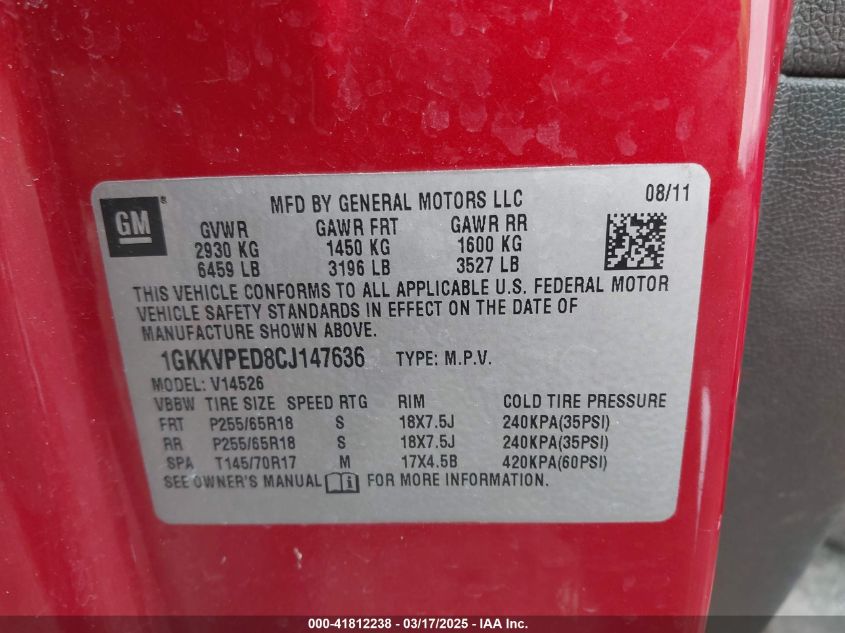 GM ®
MFD BY GENERAL MOTORS LLC 08/11
GVWR GAWR FRT GAWR RR
2930 KG 1450 KG 1600 KG
6459 LB 3196 LB 3527 LB
THIS VEHICLE CONFORMS TO ALL APPLICABLE U.S. FEDERAL MOTOR
VEHICLE SAFETY STANDARDS IN EFFECT ON THE DATE OF
MANUFACTURE SHOWN ABOVE.
1GKKVPED8CJ147636 TYPE: M.P.V.
MODEL: V14526
VBBW TIRE SIZE SPEED RTG RIM COLD TIRE PRESSURE
FRT P255/65R18 S 18X7.5J 240KPA(35PSI)
RR P255/65R18 S 18X7.5J 240KPA(35PSI)
SPA T145/70R17 M 17X4.5B 420KPA(60PSI)
SEE OWNER'S MANUAL i FOR MORE INFORMATION.
000-41812238 - 03/17/2025 - IAA Inc.